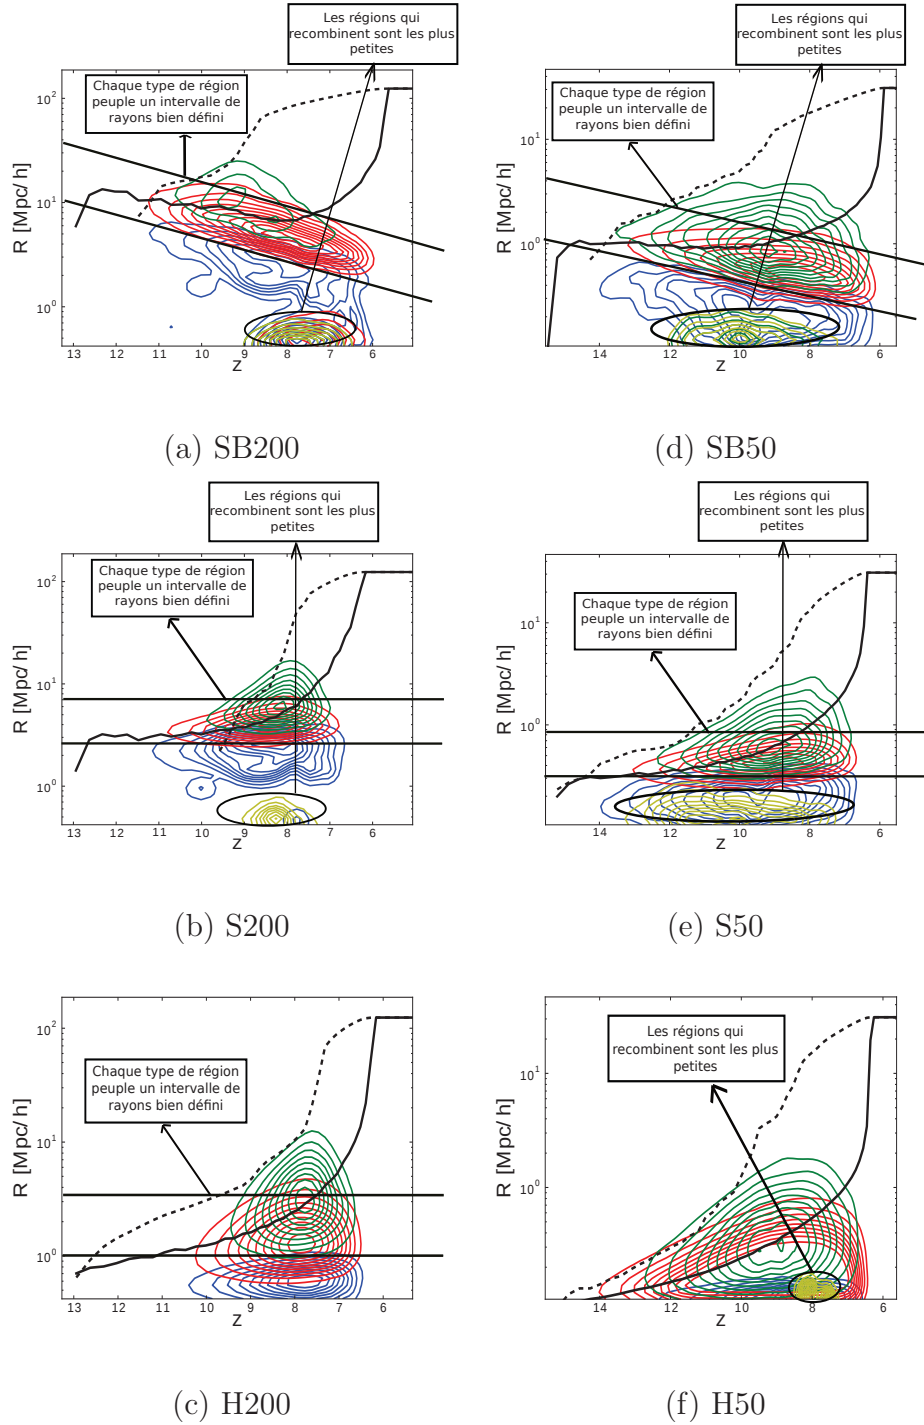 Les régions qui
recombinent sont les plus
petites
Chaque type de région
peuple un intervalle de
rayons bien défini
R [Mpc/ h]
10²
10¹
10⁰
13 12 11 10 9 8 7 6
Z
(a) SB200
Les régions qui
recombinent sont les plus
petites
Chaque type de région
peuple un intervalle de
rayons bien défini
R [Mpc/ h]
10¹
10⁰
14 12 10 8 6
Z
(d) SB50
Les régions qui
recombinent sont les plus
petites
Chaque type de région
peuple un intervalle de
rayons bien défini
R [Mpc/ h]
10²
10¹
10⁰
13 12 11 10 9 8 7 6
Z
(b) S200
Les régions qui
recombinent sont les plus
petites
Chaque type de région
peuple un intervalle de
rayons bien défini
R [Mpc/ h]
10¹
10⁰
15 14 13 12 11 10 9 8 7 6
Z
(e) S50
Chaque type de région
peuple un intervalle de
rayons bien défini
R [Mpc/ h]
10²
10¹
10⁰
13 12 11 10 9 8 7 6
Z
(c) H200
Les régions qui
recombinent sont les plus
petites
R [Mpc/ h]
10¹
10⁰
14 12 10 8 6
Z
(f) H50